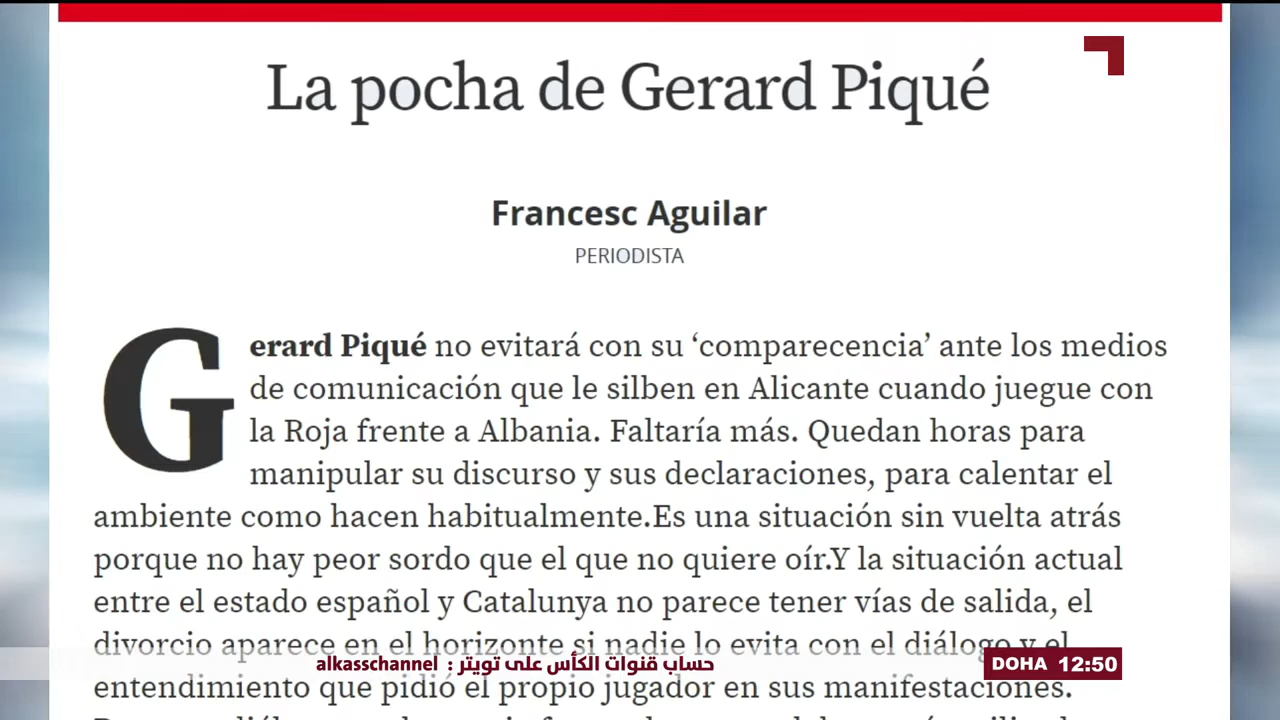 La pocha de Gerard Piqué
Francesc Aguilar
PERIODISTA
Gerard Piqué no evitará con su ‘comparecencia’ ante los medios
de comunicación que le silben en Alicante cuando juegue con
la Roja frente a Albania. Faltaría más. Quedan horas para
manipular su discurso y sus declaraciones, para calentar el
ambiente como hacen habitualmente.Es una situación sin vuelta atrás
porque no hay peor sordo que el que no quiere oír.Y la situación actual
entre el estado español y Catalunya no parece tener vías de salida, el
divorcio aparece en el horizonte si nadie lo evita con el diálogo y el
حساب قنوات الكأس على تويتر : alkasschannel
DOHA 12:50
entendimiento que pidió el propio jugador en sus manifestaciones.